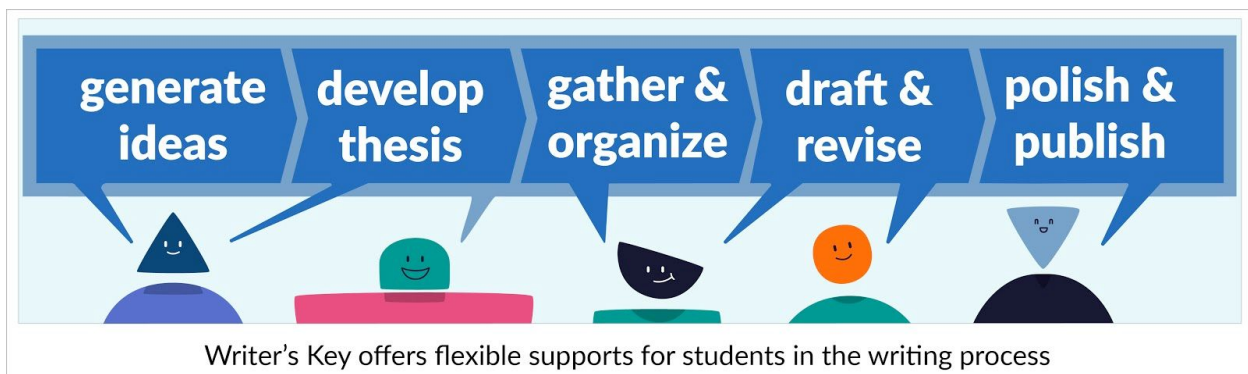 generate
ideas
develop
thesis
gather &
organize
draft &
revise
polish &
publish
Writer's Key offers flexible supports for students in the writing process